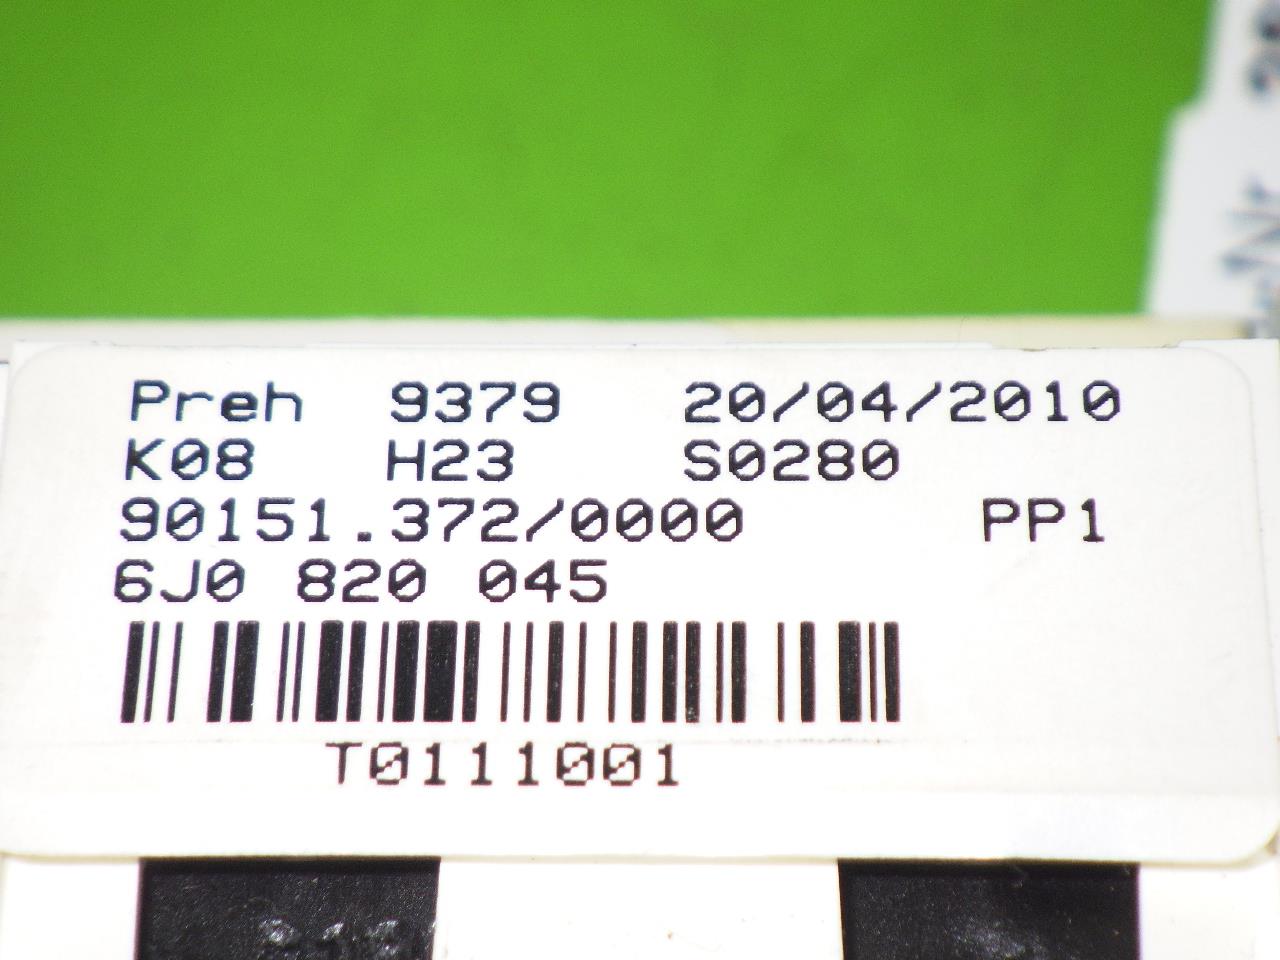 Preh 9379 20/04/2010
K08 H23 S0280
90151.372/0000 PP1
6J0 820 045
T0111001